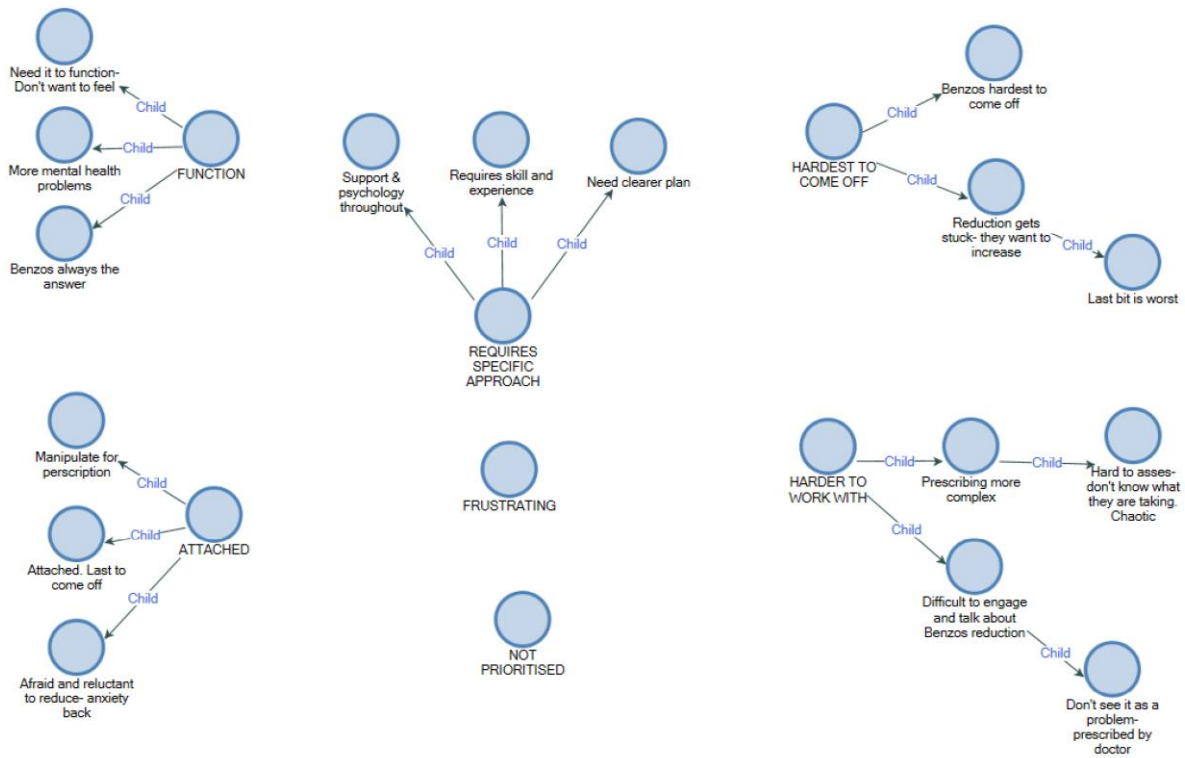 Need it to function-
Don't want to feel
Child
More mental health
problems
Child
FUNCTION
Child
Benzos always the
answer
Support &
psychology
throughout
Requires skill and
experience
Need clearer plan
Child
Child
Child
REQUIRES
SPECIFIC
APPROACH
Benzos hardest to
come off
Child
HARDEST TO
COME OFF
Child
Reduction gets
stuck- they want to
increase
Child
Last bit is worst
Manipulate for
perscription
Child
ATTACHED
Child
Attached. Last to
come off
Child
Afraid and reluctant
to reduce- anxiety
back
FRUSTRATING
NOT
PRIORITISED
HARDER TO
WORK WITH
Child
Prescribing more
complex
Child
Hard to asses-
don't know what
they are taking.
Chaotic
Child
Difficult to engage
and talk about
Benzos reduction
Child
Don't see it as a
problem-
prescribed by
doctor